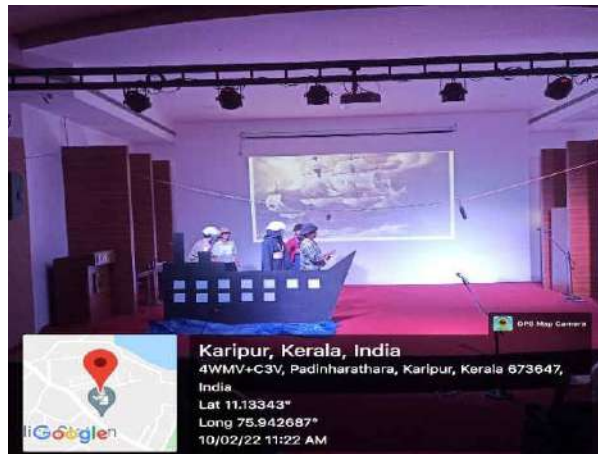 GPS Map Camera
Karipur, Kerala, India
4WMV+C3V, Padinharathara, Karipur, Kerala 673647,
India
Lat 11.13343°
Long 75.942687°
10/02/22 11:22 AM
Google